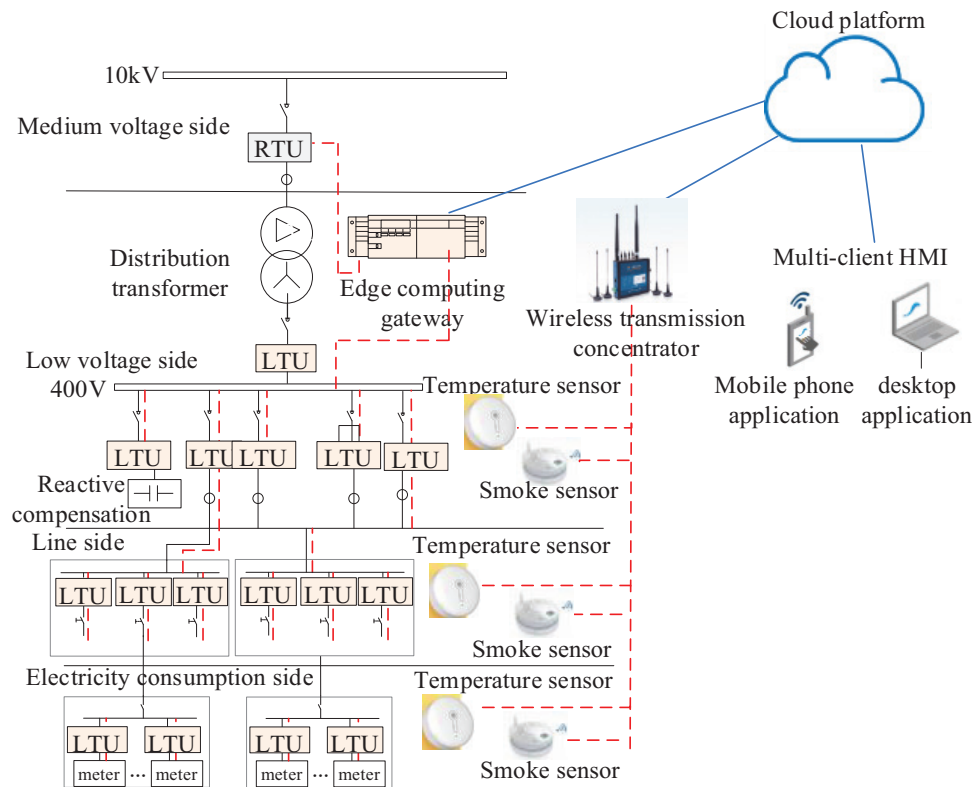 Cloud platform
10kV
Medium voltage side
RTU
Distribution
transformer
Edge computing
gateway
Wireless transmission
concentrator
Multi-client HMI
Mobile phone
application
desktop
application
Low voltage side
LTU
400V
Temperature sensor
LTU
LTU
LTU
LTU
LTU
Reactive
compensation
Smoke sensor
Line side
Temperature sensor
LTU
LTU
LTU
LTU
LTU
LTU
Smoke sensor
Electricity consumption side
Temperature sensor
LTU
LTU
LTU
LTU
meter
...
meter
meter
...
meter
Smoke sensor